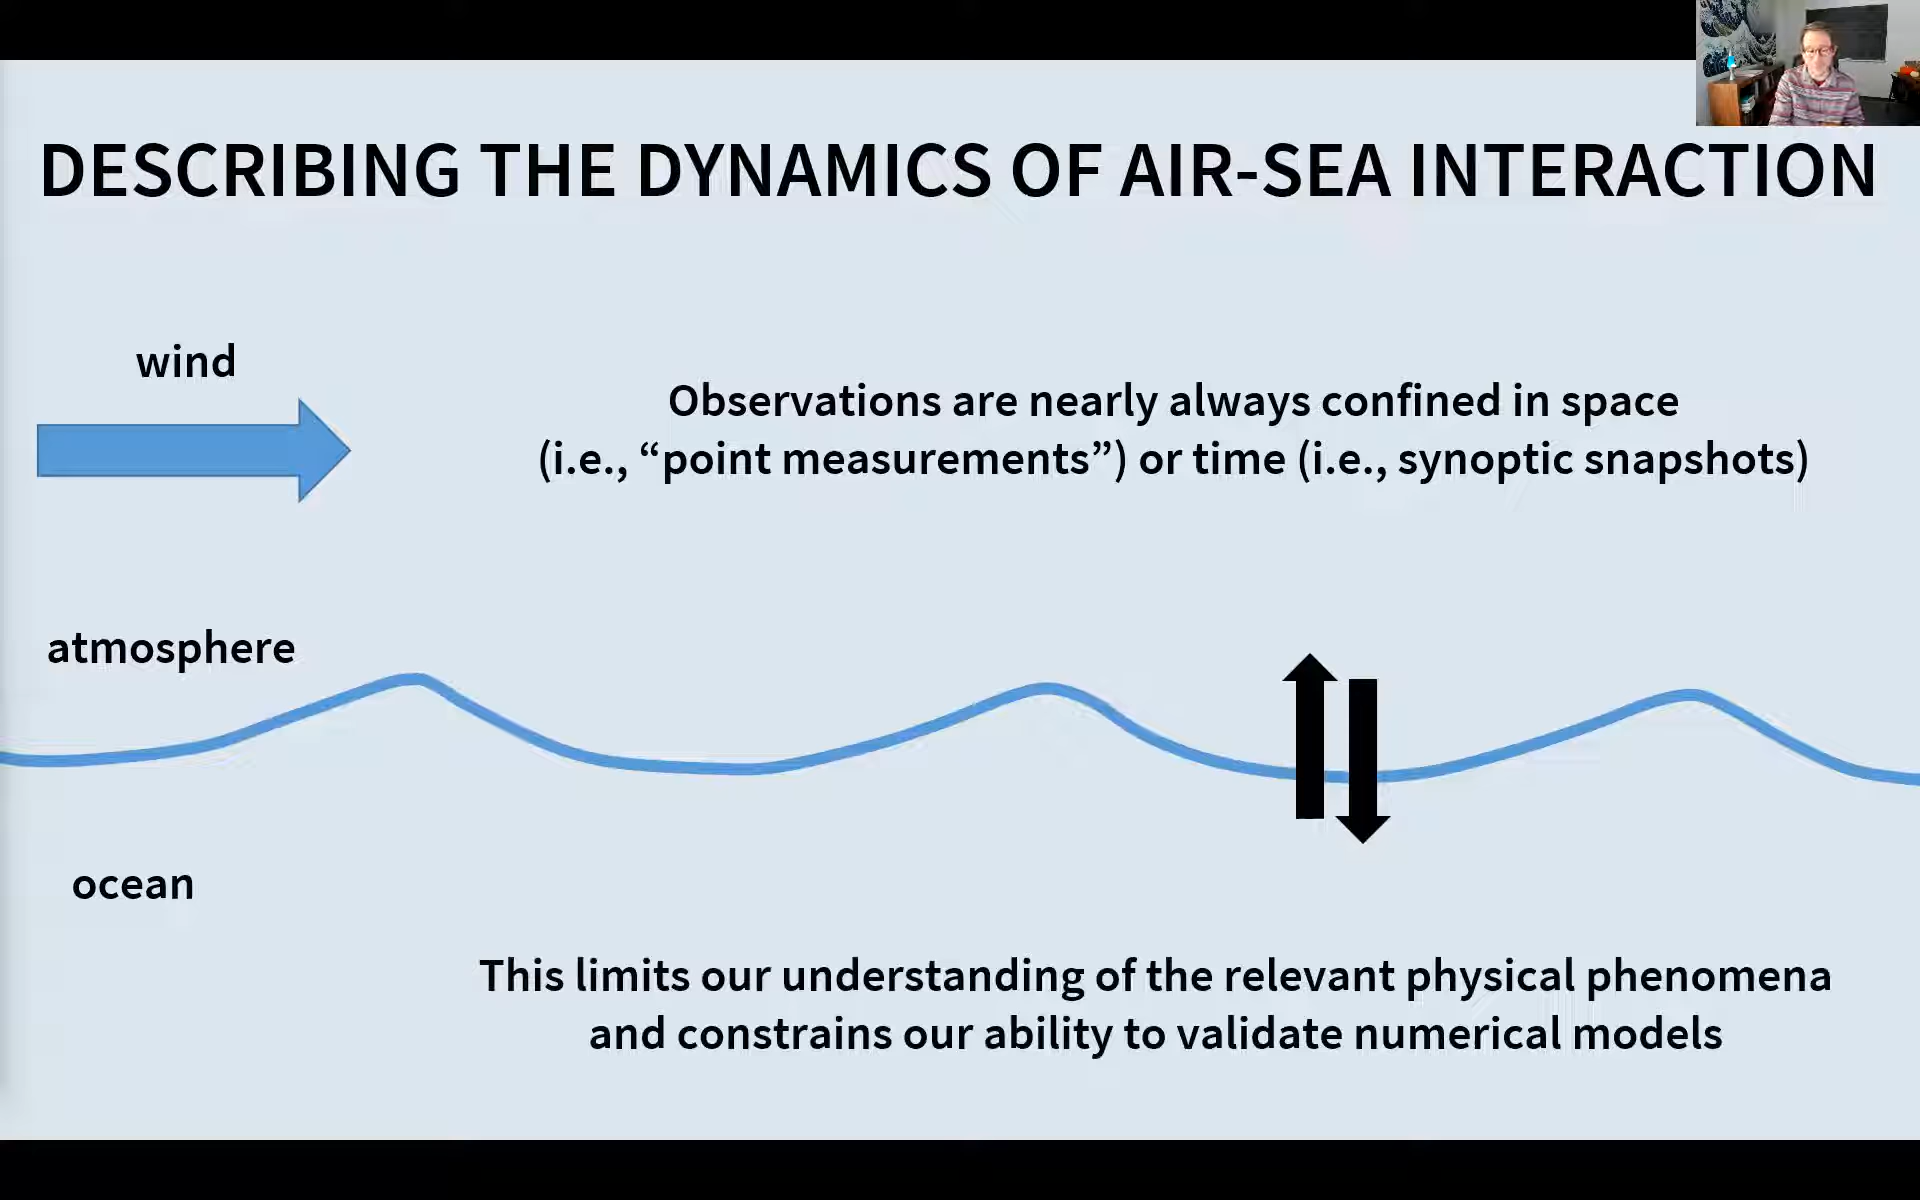 DESCRIBING THE DYNAMICS OF AIR-SEA INTERACTION
wind
Observations are nearly always confined in space
(i.e., “point measurements”) or time (i.e., synoptic snapshots)
atmosphere
ocean
This limits our understanding of the relevant physical phenomena
and constrains our ability to validate numerical models